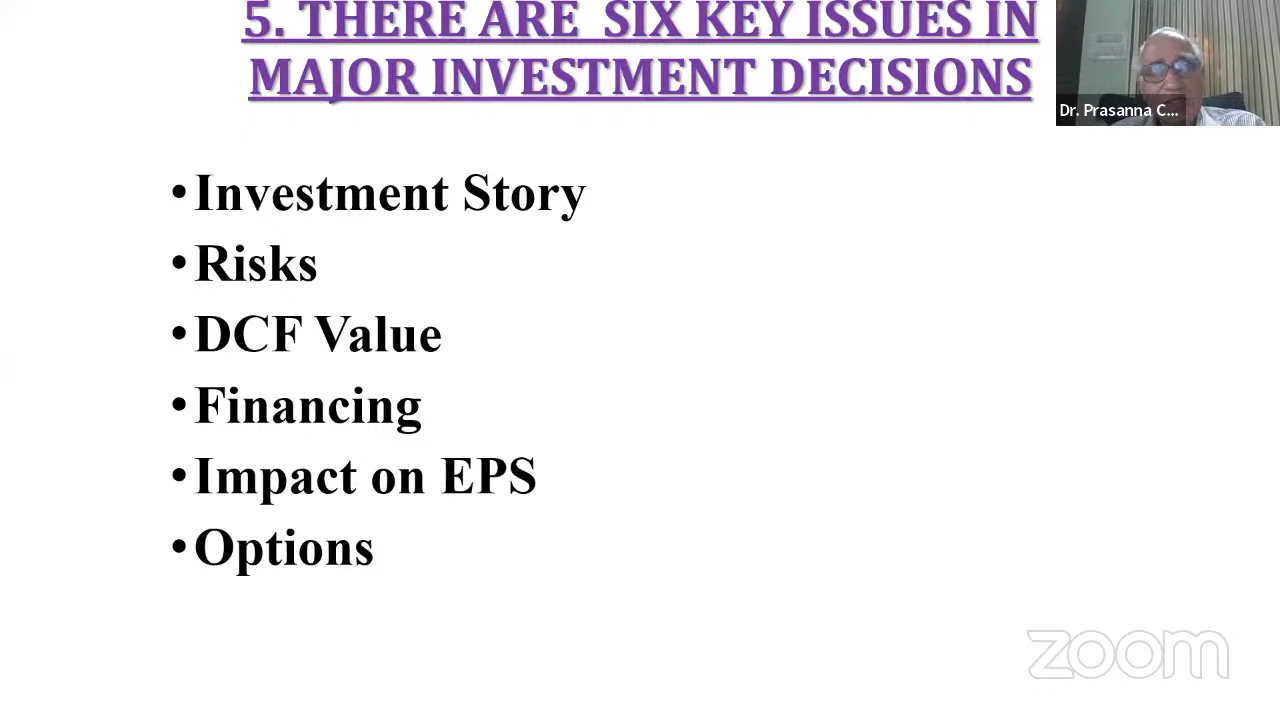 5. THERE ARE SIX KEY ISSUES IN
MAJOR INVESTMENT DECISIONS
Dr. Prasanna C...
•Investment Story
•Risks
•DCF Value
•Financing
•Impact on EPS
•Options
zoom